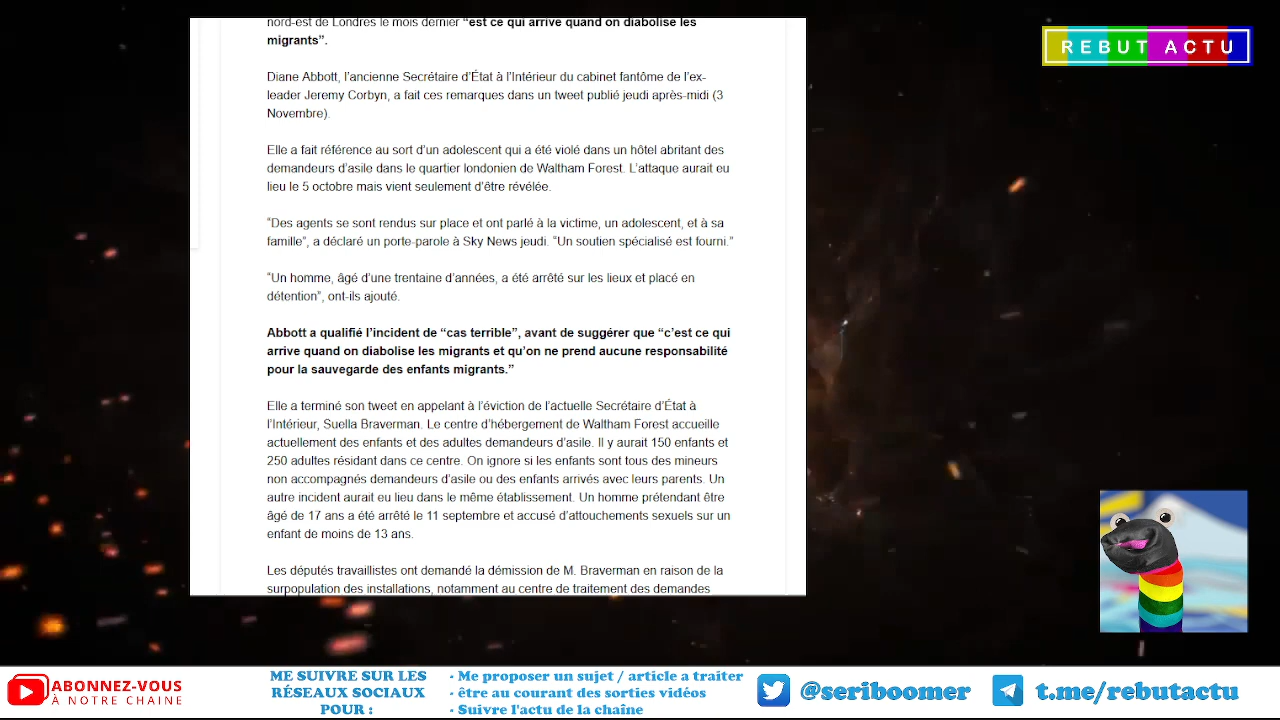 nord-est de Londres le mois dernier “est ce qui arrive quand on diabolise les
migrants”.
Diane Abbott, l’ancienne Secrétaire d’État à l’Intérieur du cabinet fantôme de l’ex-
leader Jeremy Corbyn, a fait ces remarques dans un tweet publié jeudi après-midi (3
Novembre).
Elle a fait référence au sort d’un adolescent qui a été violé dans un hôtel abritant des
demandeurs d’asile dans le quartier londonien de Waltham Forest. L’attaque aurait eu
lieu le 5 octobre mais vient seulement d’être révélée.
“Des agents se sont rendus sur place et ont parlé à la victime, un adolescent, et à sa
famille”, a déclaré un porte-parole à Sky News jeudi. “Un soutien spécialisé est fourni.”
“Un homme, âgé d’une trentaine d’années, a été arrêté sur les lieux et placé en
détention”, ont-ils ajouté.
Abbott a qualifié l’incident de “cas terrible”, avant de suggérer que “c’est ce qui
arrive quand on diabolise les migrants et qu’on ne prend aucune responsabilité
pour la sauvegarde des enfants migrants.”
Elle a terminé son tweet en appelant à l’éviction de l’actuelle Secrétaire d’État à
l’Intérieur, Suella Braverman. Le centre d’hébergement de Waltham Forest accueille
actuellement des enfants et des adultes demandeurs d’asile. Il y aurait 150 enfants et
250 adultes résidant dans ce centre. On ignore si les enfants sont tous des mineurs
non accompagnés demandeurs d’asile ou des enfants arrivés avec leurs parents. Un
autre incident aurait eu lieu dans le même établissement. Un homme prétendant être
âgé de 17 ans a été arrêté le 11 septembre et accusé d’attouchements sexuels sur un
enfant de moins de 13 ans.
Les députés travaillistes ont demandé la démission de M. Braverman en raison de la
surpopulation des installations, notamment au centre de traitement des demandes
REBUT ACTU
ABONNEZ-VOUS
À NOTRE CHAINE
ME SUIVRE SUR LES
RÉSEAUX SOCIAUX
POUR :
- Me proposer un sujet / article a traiter
- être au courant des sorties vidéos
- Suivre l'actu de la chaîne
@seriboomer
t.me/rebutactu